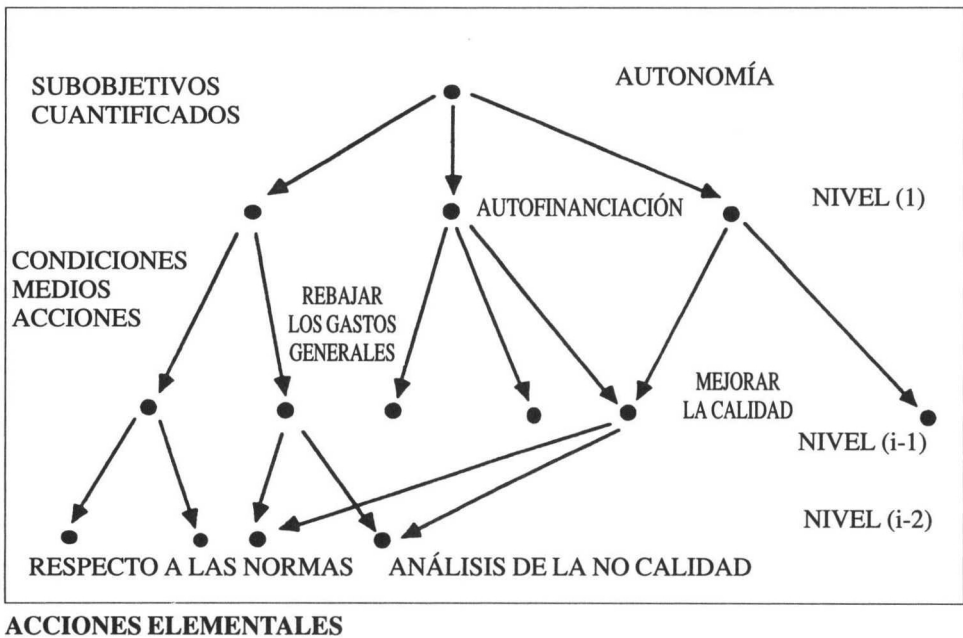 SUBOBJETIVOS
CUANTIFICADOS
AUTONOMÍA
AUTOFINANCIACIÓN
NIVEL (1)
CONDICIONES
MEDIOS
ACCIONES
REBAJAR
LOS GASTOS
GENERALES
MEJORAR
LA CALIDAD
NIVEL (i-1)
NIVEL (i-2)
RESPECTO A LAS NORMAS
ANÁLISIS DE LA NO CALIDAD
ACCIONES ELEMENTALES